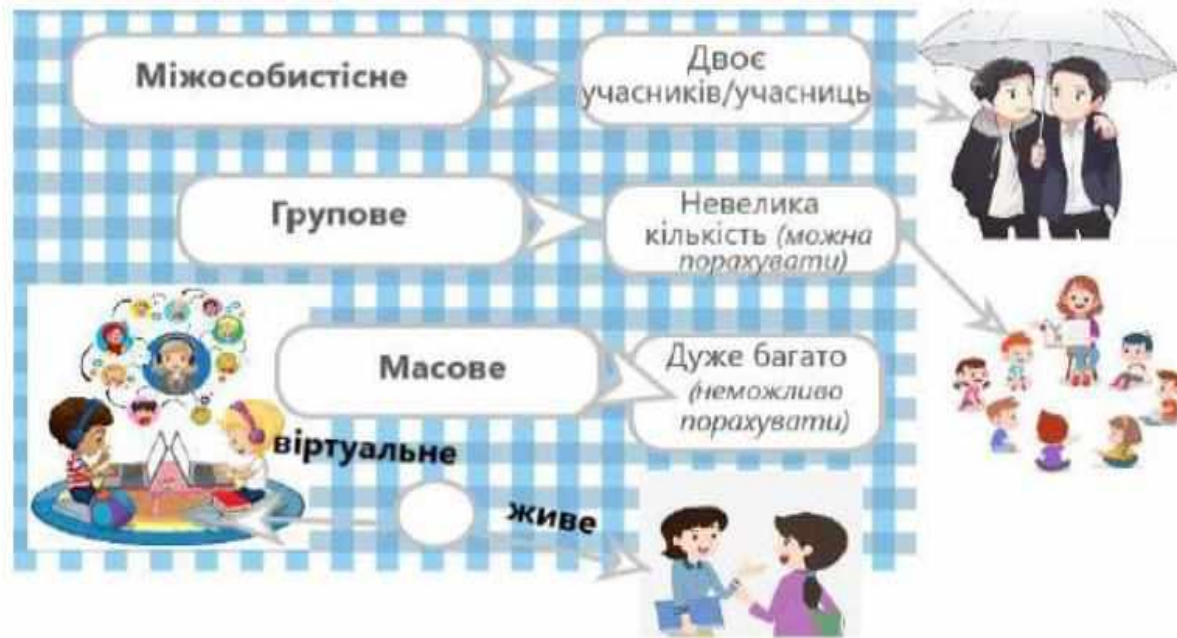 Міжособистісне
Двоє
учасників/учасниць
Групове
Невелика
кількість (можна
порахувати)
Масове
Дуже багато
(неможливо
порахувати)
віртуальне
живе